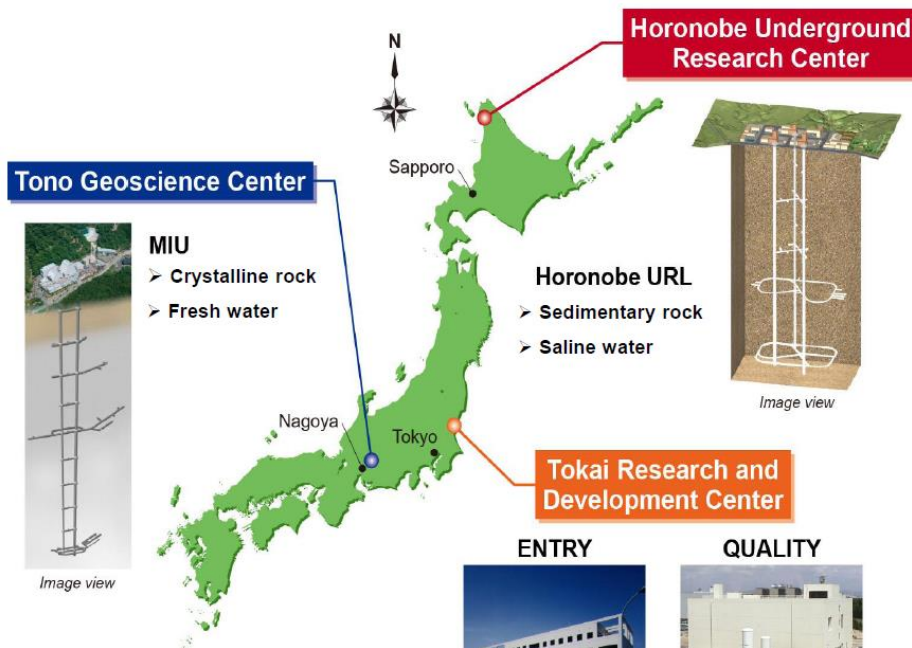 N
Horonobe Underground
Research Center
Tono Geoscience Center
Sapporo
MIU
➢ Crystalline rock
➢ Fresh water
Horonobe URL
➢ Sedimentary rock
➢ Saline water
Image view
Nagoya
Tokyo
Tokai Research and
Development Center
Image view
ENTRY
QUALITY